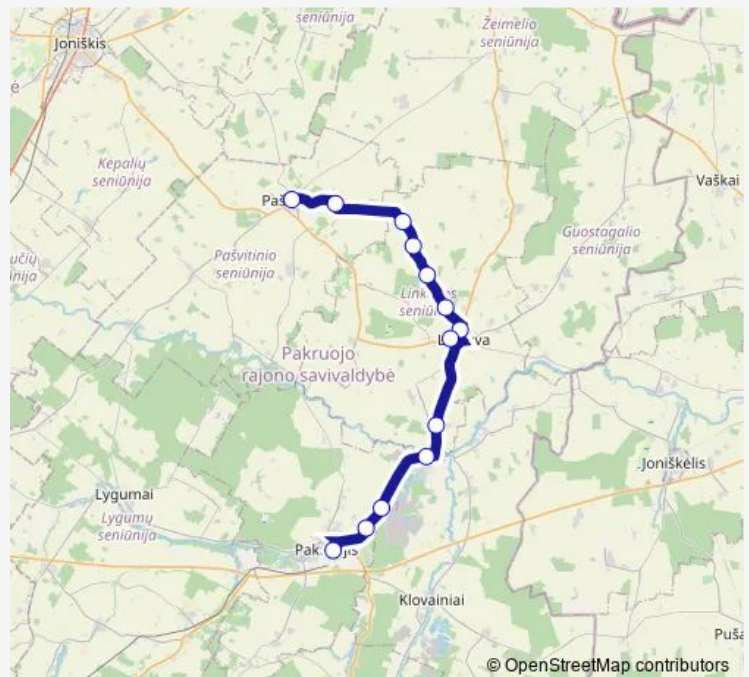 seniūnija
Žeimelio
seniūnija
Joniškis
Kepalių
seniūnija
Vaškai
Guostagalio
seniūnija
Pašvitinio
seniūnija
Pakruojo
rajono savivaldybė
Joniškėlis
Lygumai
Lygumų
seniūnija
Klovainiai
© OpenStreetMap contributors